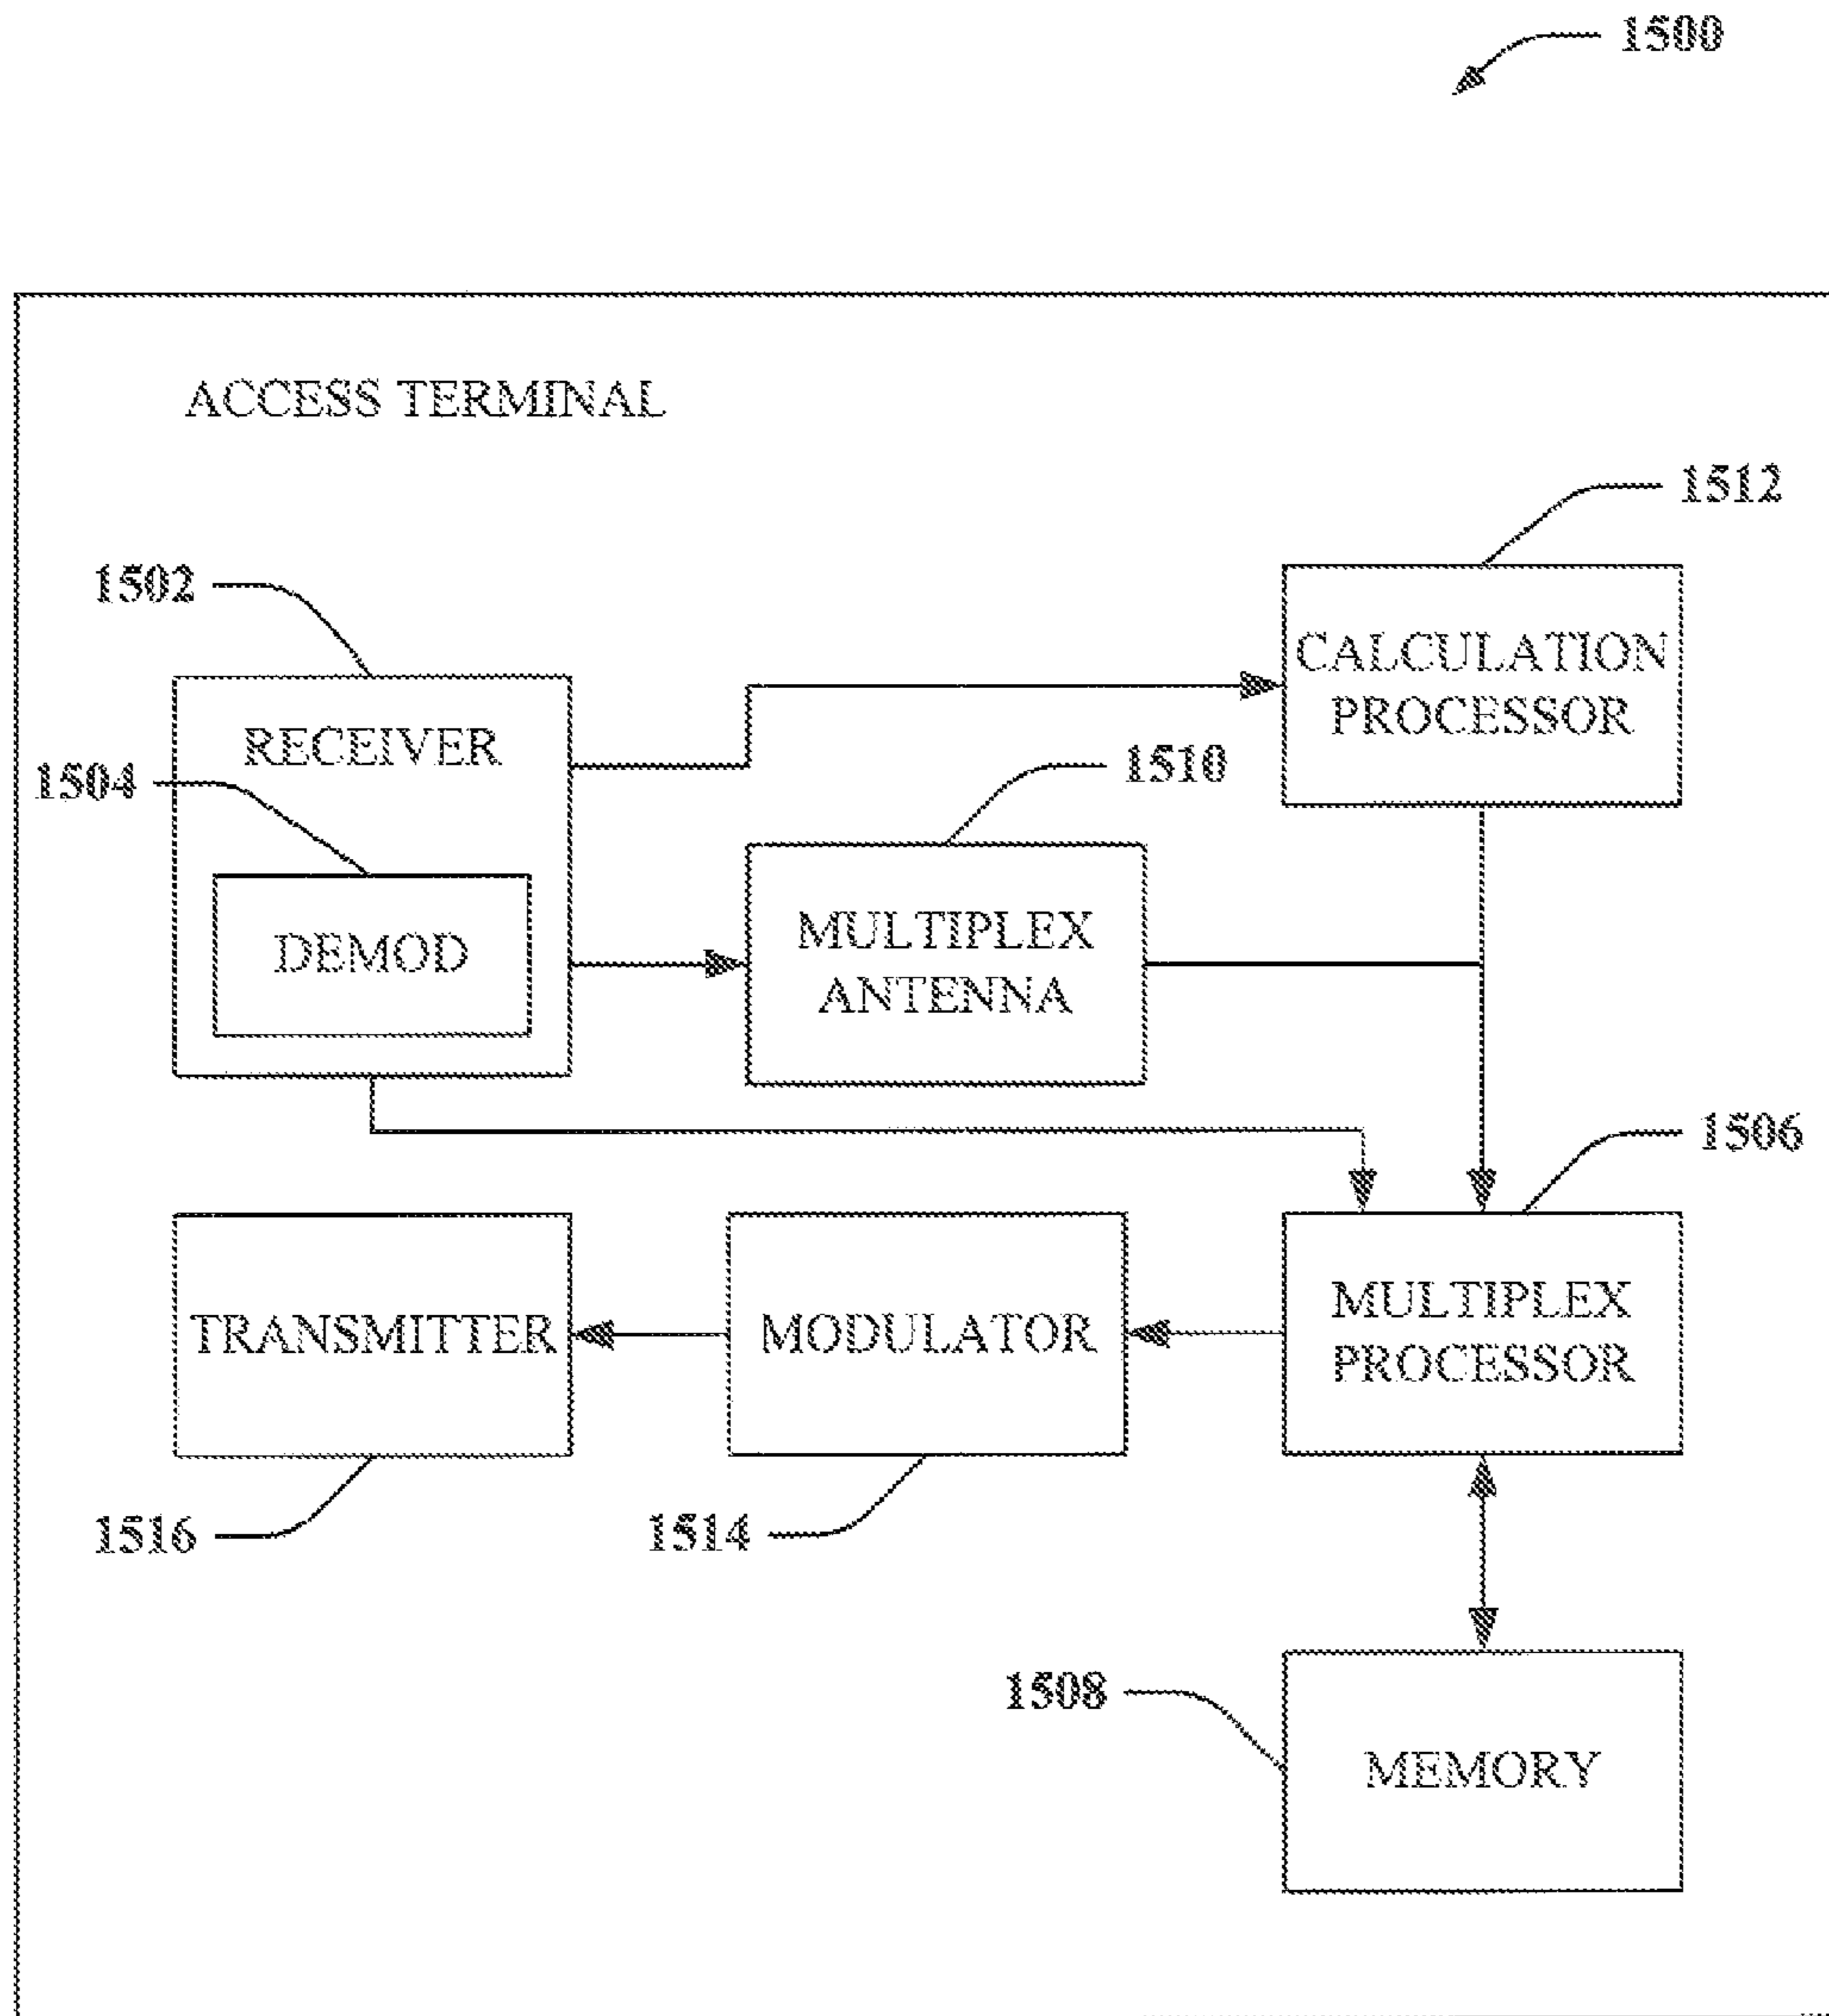 1500
ACCESS TERMINAL
1512
1502
CALCULATION
PROCESSOR
RECEIVER
1510
1504
MULTIPLEX
ANTENNA
DEMOD
1506
MULTIPLEX
PROCESSOR
MODULATOR
TRANSMITTER
1516
1514
1508
MEMORY